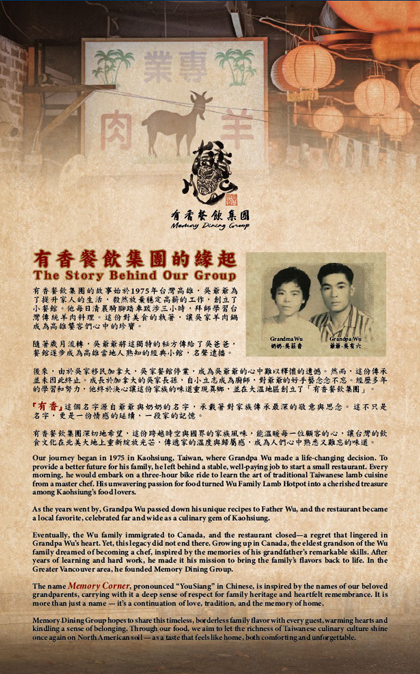 專業
羊肉
有香餐飲集團
Memory Dining Group
有香餐飲集團的緣起
The Story Behind Our Group
有香餐飲集團的故事始於1975年台灣高雄，吳爺爺為
了提升家人的生活，毅然放棄穩定高薪的工作，創立了
小餐館。他每日清晨騎腳踏車跋涉三小時，拜師學習台
灣傳統羊肉料理。這份對美食的執著，讓吳家羊肉鍋
成為高雄饕客們心中的珍寶。
隨著歲月流轉，吳爺爺將這獨特的秘方傳給了吳爸爸，
餐館逐步成為高雄當地人熟知的經典小館，名聲遠播。
Grandma Wu
奶奶-吳蘇香
Grandpa Wu
爺爺-吳有六
後來，由於吳家移民加拿大，吳家餐館停業，成為吳爺爺的心中難以釋懷的遺憾。然而，這份傳承
並未因此終止。成長於加拿大的吳家長孫，自小立志成為廚師，對爺爺的好手藝念念不忘。經歷多年
的學習和努力，他終於決心讓這份家族的味道重現異鄉，並在大溫地區創立了「有香餐飲集團」。
「有香」這個名字源自爺爺與奶奶的名字，承載著對家族傳承最深的敬意與思念。這不只是
名字，更是一份情感的延續，一段家的記憶。
有香餐飲集團深切地希望，這份跨越時空與國界的家族風味，能溫暖每一位顧客的心，讓台灣的飲
食文化在北美大地上重新綻放光芒，傳遞家的溫度與歸屬感，成為人們心中熟悉又難忘的味道。
Our journey began in 1975 in Kaohsiung, Taiwan, where Grandpa Wu made a life-changing decision. To
provide a better future for his family, he left behind a stable, well-paying job to start a small restaurant. Every
morning, he would embark on a three-hour bike ride to learn the art of traditional Taiwanese lamb cuisine
from a master chef. His unwavering passion for food turned Wu Family Lamb Hotpot into a cherished treasure
among Kaohsiung's food lovers.
As the years went by, Grandpa Wu passed down his unique recipes to Father Wu, and the restaurant became
a local favorite, celebrated far and wide as a culinary gem of Kaohsiung.
Eventually, the Wu family immigrated to Canada, and the restaurant closed—a regret that lingered in
Grandpa Wu's heart. Yet, this legacy did not end there. Growing up in Canada, the eldest grandson of the Wu
family dreamed of becoming a chef, inspired by the memories of his grandfather's remarkable skills. After
years of learning and hard work, he made it his mission to bring the family's flavors back to life. In the
Greater Vancouver area, he founded Memory Dining Group.
The name Memory Corner, pronounced “YouSiang” in Chinese, is inspired by the names of our beloved
grandparents, carrying with it a deep sense of respect for family heritage and heartfelt remembrance. It is
more than just a name — it's a continuation of love, tradition, and the memory of home.
Memory Dining Group hopes to share this timeless, borderless family flavor with every guest, warming hearts and
kindling a sense of belonging. Through our food, we aim to let the richness of Taiwanese culinary culture shine
once again on North American soil — as a taste that feels like home, both comforting and unforgettable.